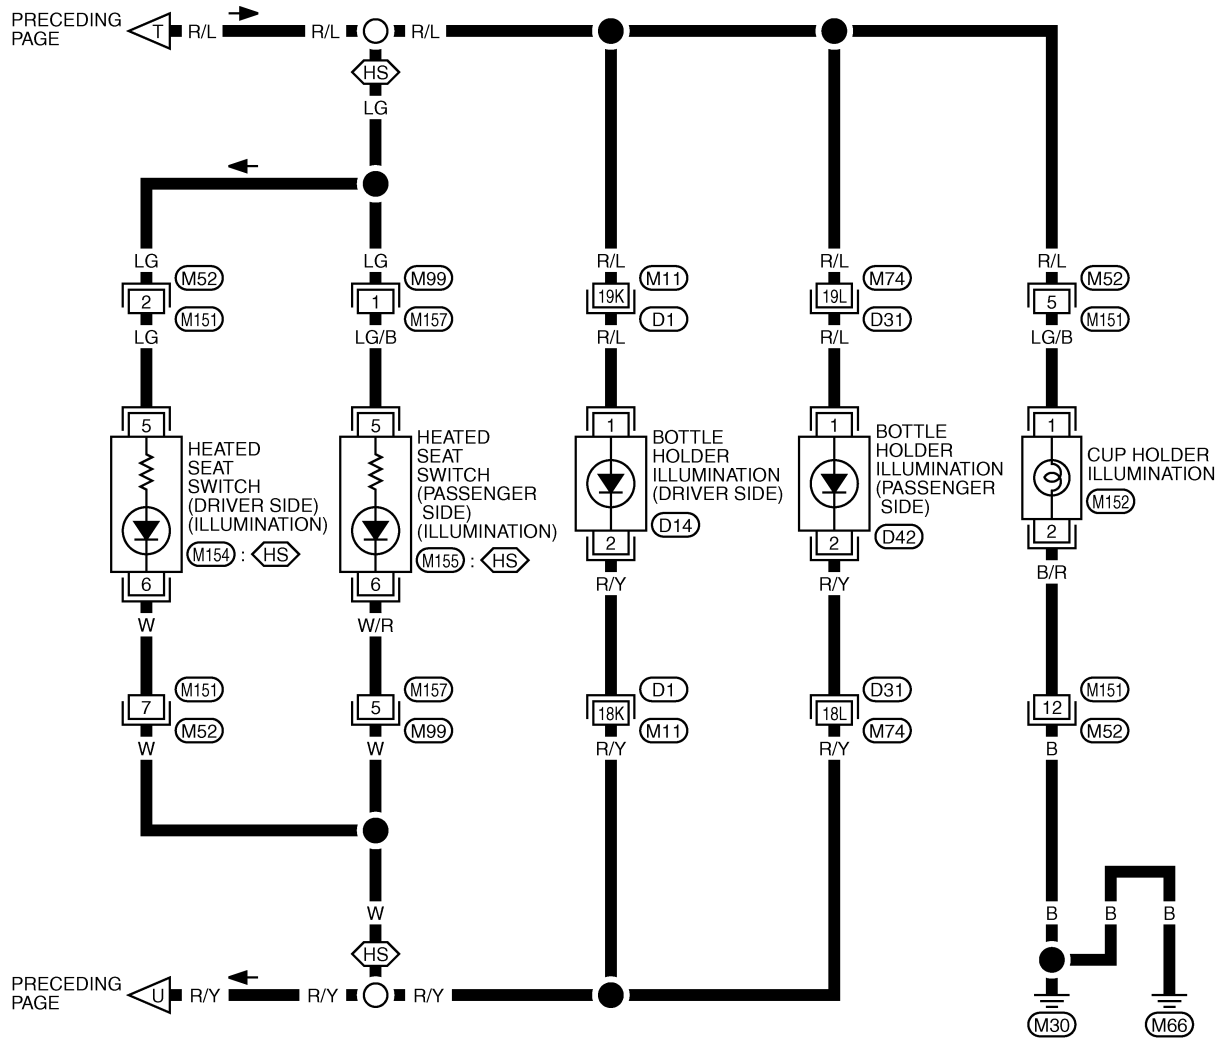 PRECEDING
PAGE
T
R/L
R/L
R/L
HS
LG
LG
LG
R/L
R/L
R/L
2
M52
M151
1
M99
M157
19K
M11
D1
19L
M74
D31
5
M52
M151
LG
LG/B
R/L
R/L
LG/B
5
5
1
1
1
HEATED
SEAT
SWITCH
(DRIVER SIDE)
(ILLUMINATION)
M154 : HS
HEATED
SEAT
SWITCH
(PASSENGER
SIDE)
(ILLUMINATION)
M155 : HS
BOTTLE
HOLDER
ILLUMINATION
(DRIVER SIDE)
D14
BOTTLE
HOLDER
ILLUMINATION
(PASSENGER
SIDE)
D42
CUP HOLDER
ILLUMINATION
M152
6
6
2
2
2
W
W/R
R/Y
R/Y
B/R
7
M151
M52
5
M157
M99
18K
D1
M11
18L
D31
M74
12
M151
M52
W
W
R/Y
R/Y
B
W
B
B
B
HS
PRECEDING
PAGE
U
R/Y
R/Y
R/Y
M30
M66